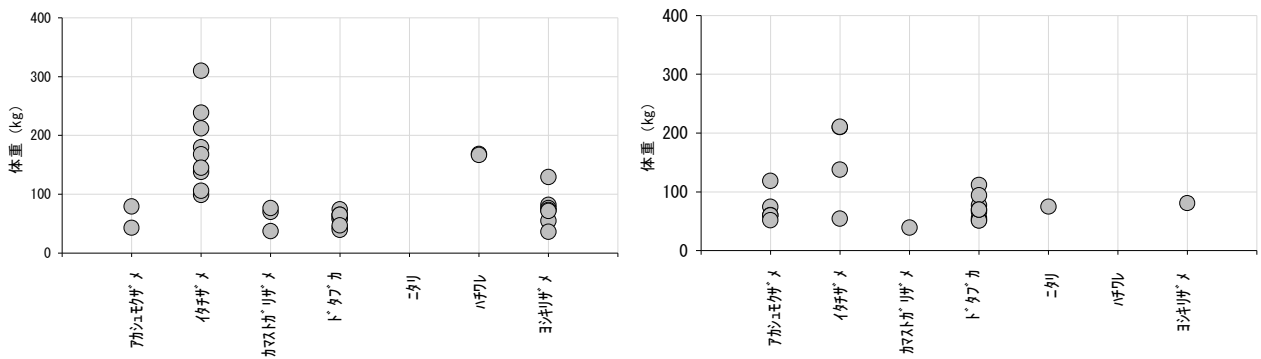 400
300
200
100
0
体重 (kg)
アカシュモクザメ
イタチザメ
カマストガリザメ
ドタブカ
ニタリ
ハチワレ
ヨシキリザメ
400
300
200
100
0
体重 (kg)
アカシュモクザメ
イタチザメ
カマストガリザメ
ドタブカ
ニタリ
ハチワレ
ヨシキリザメ